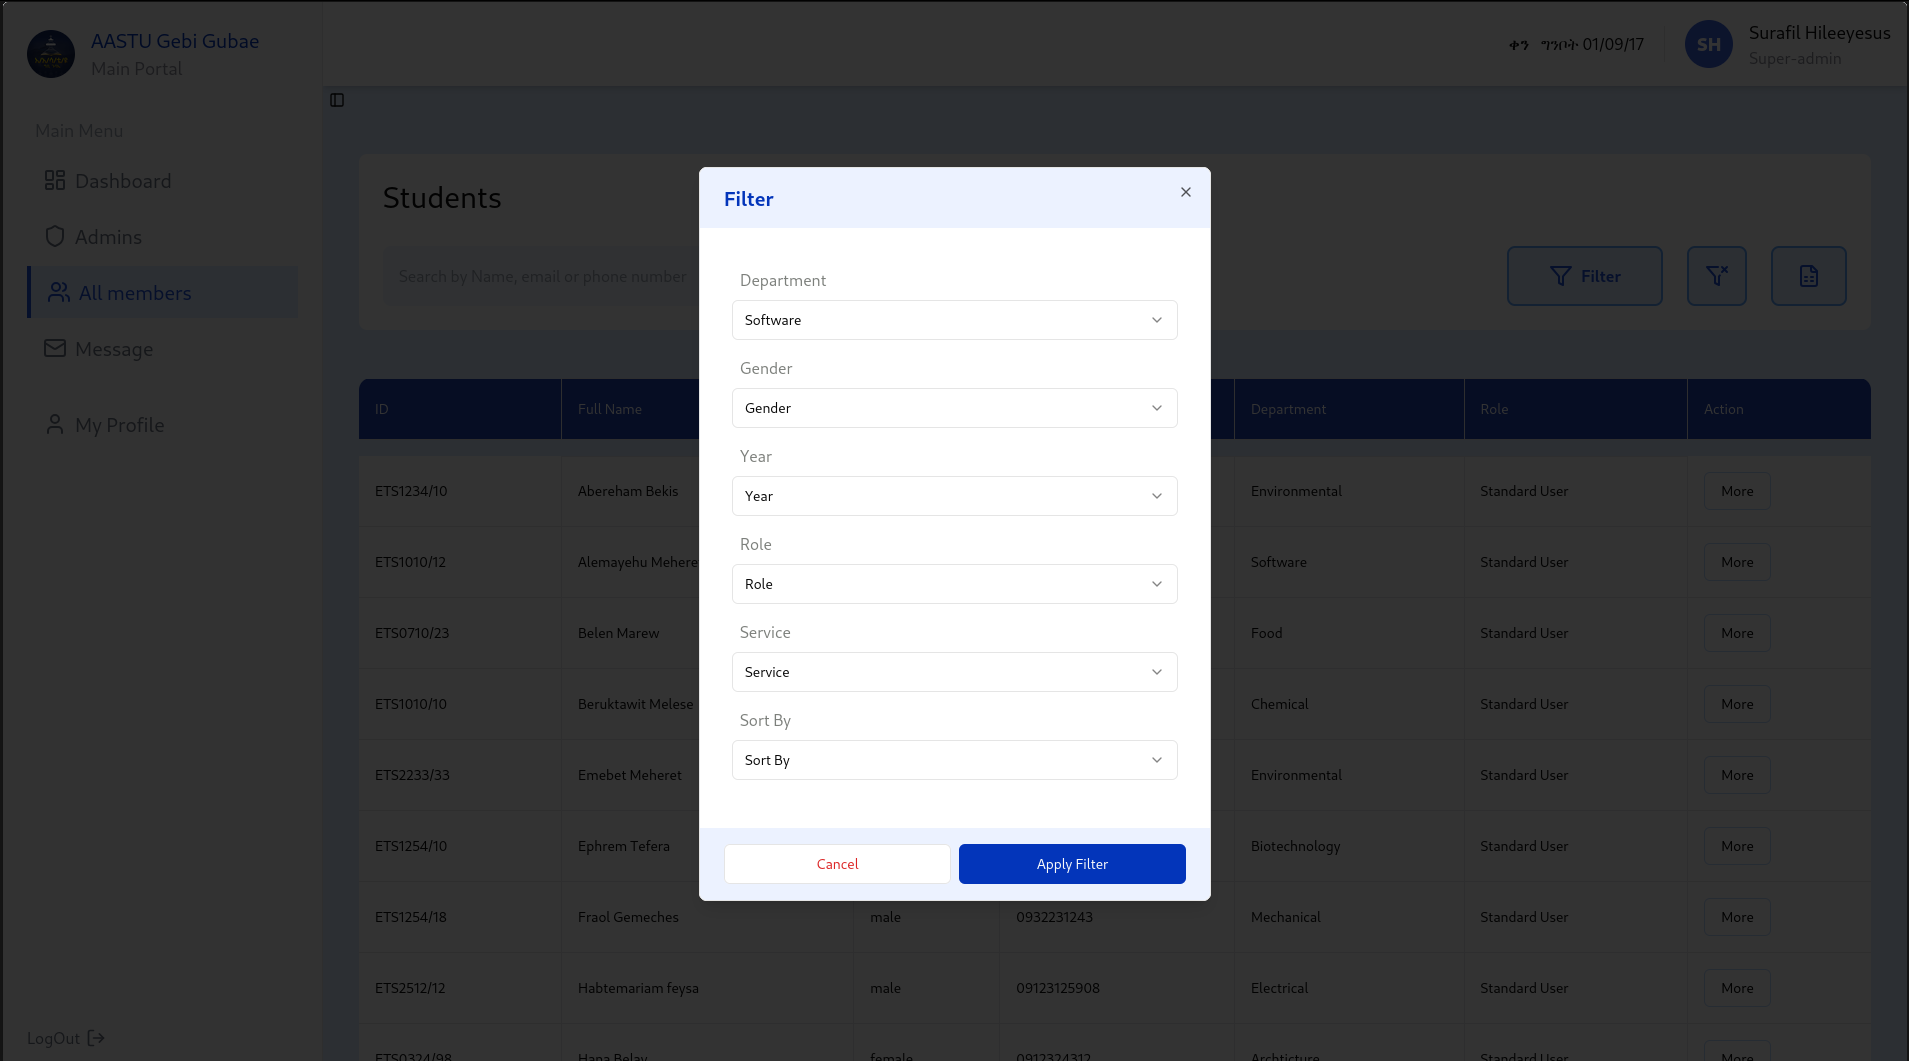 AASTU Gebi Gubae
Main Portal
ቀን ግንቦት 01/09/17
SH
Surafil Hileeyesus
Super-admin
Main Menu
Dashboard
Admins
All members
Message
My Profile
LogOut
Students
Search by Name, email or phone number
Filter
ID Full Name Department Role Action
ETS1234/10 Abereham Bekis Environmental Standard User More
ETS1010/12 Alemayehu Mehere Software Standard User More
ETS0710/23 Belen Marew Food Standard User More
ETS1010/10 Beruktawit Melese Chemical Standard User More
ETS2233/33 Emebet Meheret Environmental Standard User More
ETS1254/10 Ephrem Tefera Biotechnology Standard User More
ETS1254/18 Fraol Gemeches male 0932231243 Mechanical Standard User More
ETS2512/12 Habtemariam feysa male 09123125908 Electrical Standard User More
ETS0324/98 Hana Belay female 0912324312 Archticture Standard User More
Filter
Department
Software
Gender
Gender
Year
Year
Role
Role
Service
Service
Sort By
Sort By
Cancel
Apply Filter